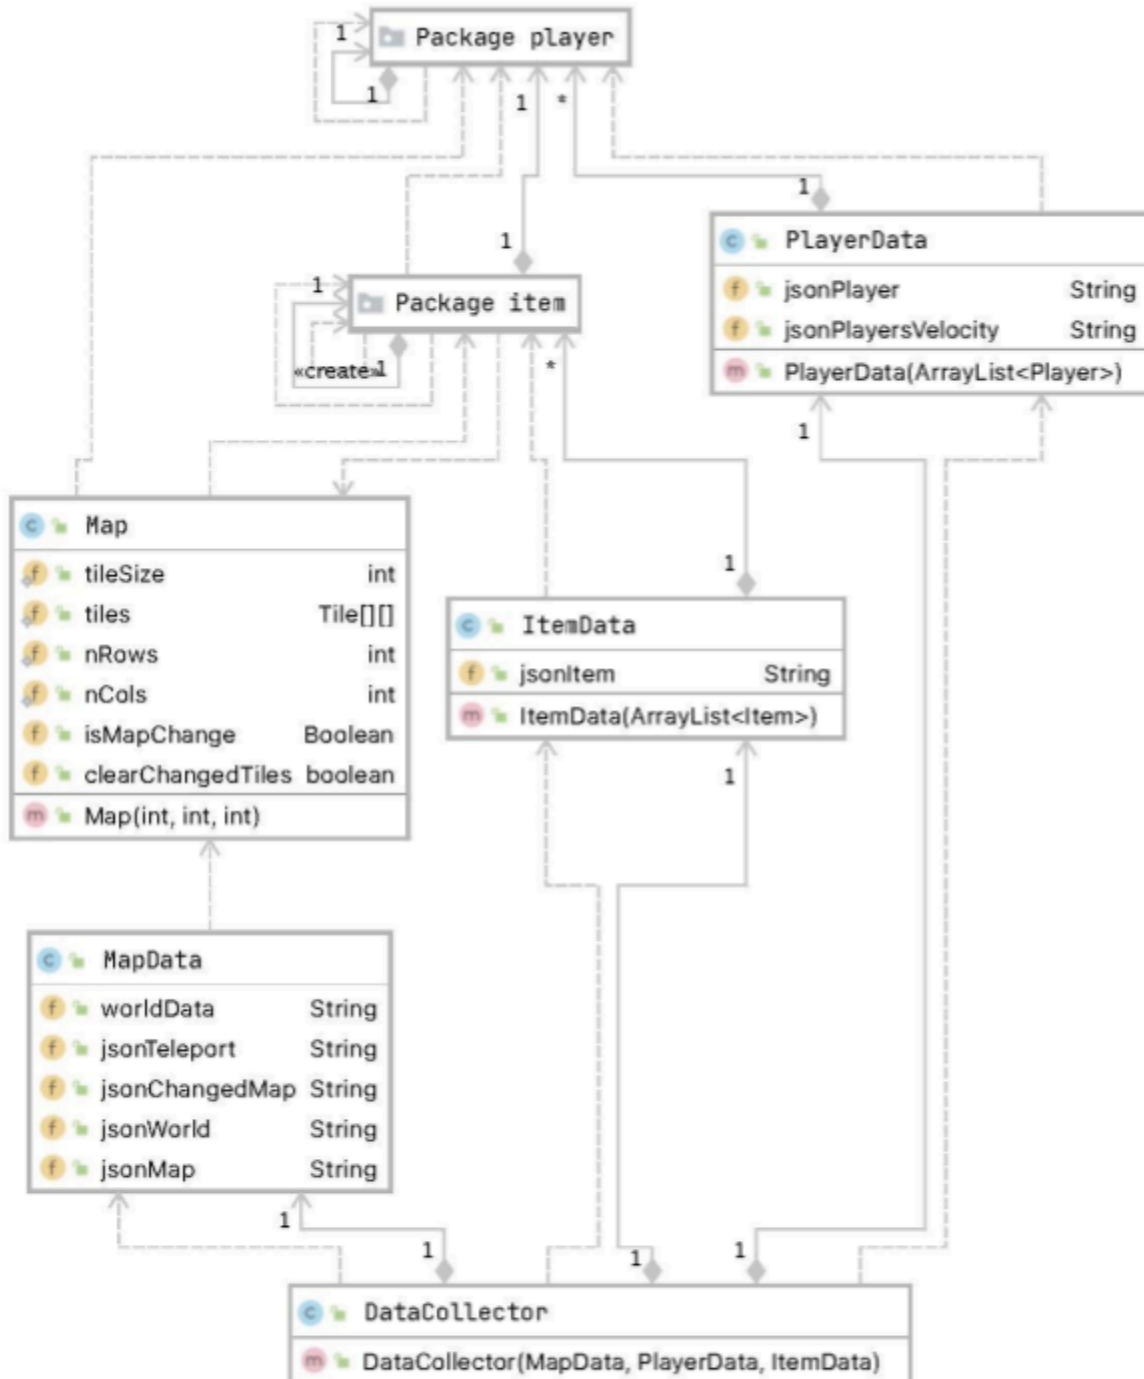 Package player
1
1
1
*
1
PlayerData
jsonPlayer String
jsonPlayersVelocity String
PlayerData(ArrayList<Player>)
1
1
Package item
1
«create»
1
*
1
Map
tileSize int
tiles Tile[][]
nRows int
nCols int
isMapChange Boolean
clearChangedTiles boolean
Map(int, int, int)
1
ItemData
jsonItem String
ItemData(ArrayList<Item>)
1
MapData
worldData String
jsonTeleport String
jsonChangedMap String
jsonWorld String
jsonMap String
1
1
1
1
DataCollector
DataCollector(MapData, PlayerData, ItemData)